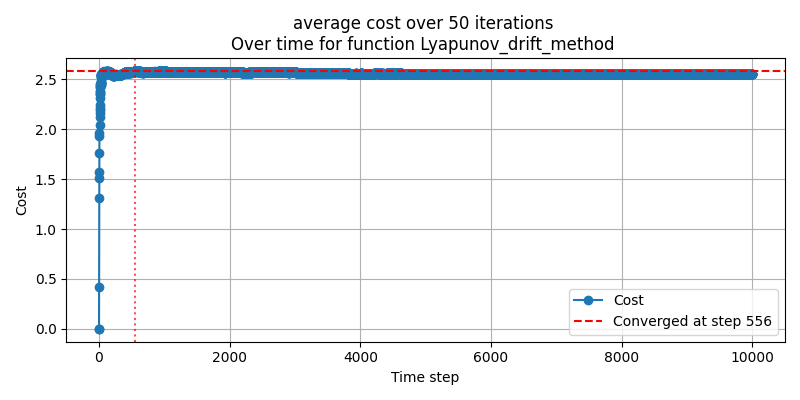 average cost over 50 iterations
Over time for function Lyapunov_drift_method
Cost
2.5
2.0
1.5
1.0
0.5
0.0
0
2000
4000
6000
8000
10000
Time step
Cost
Converged at step 556